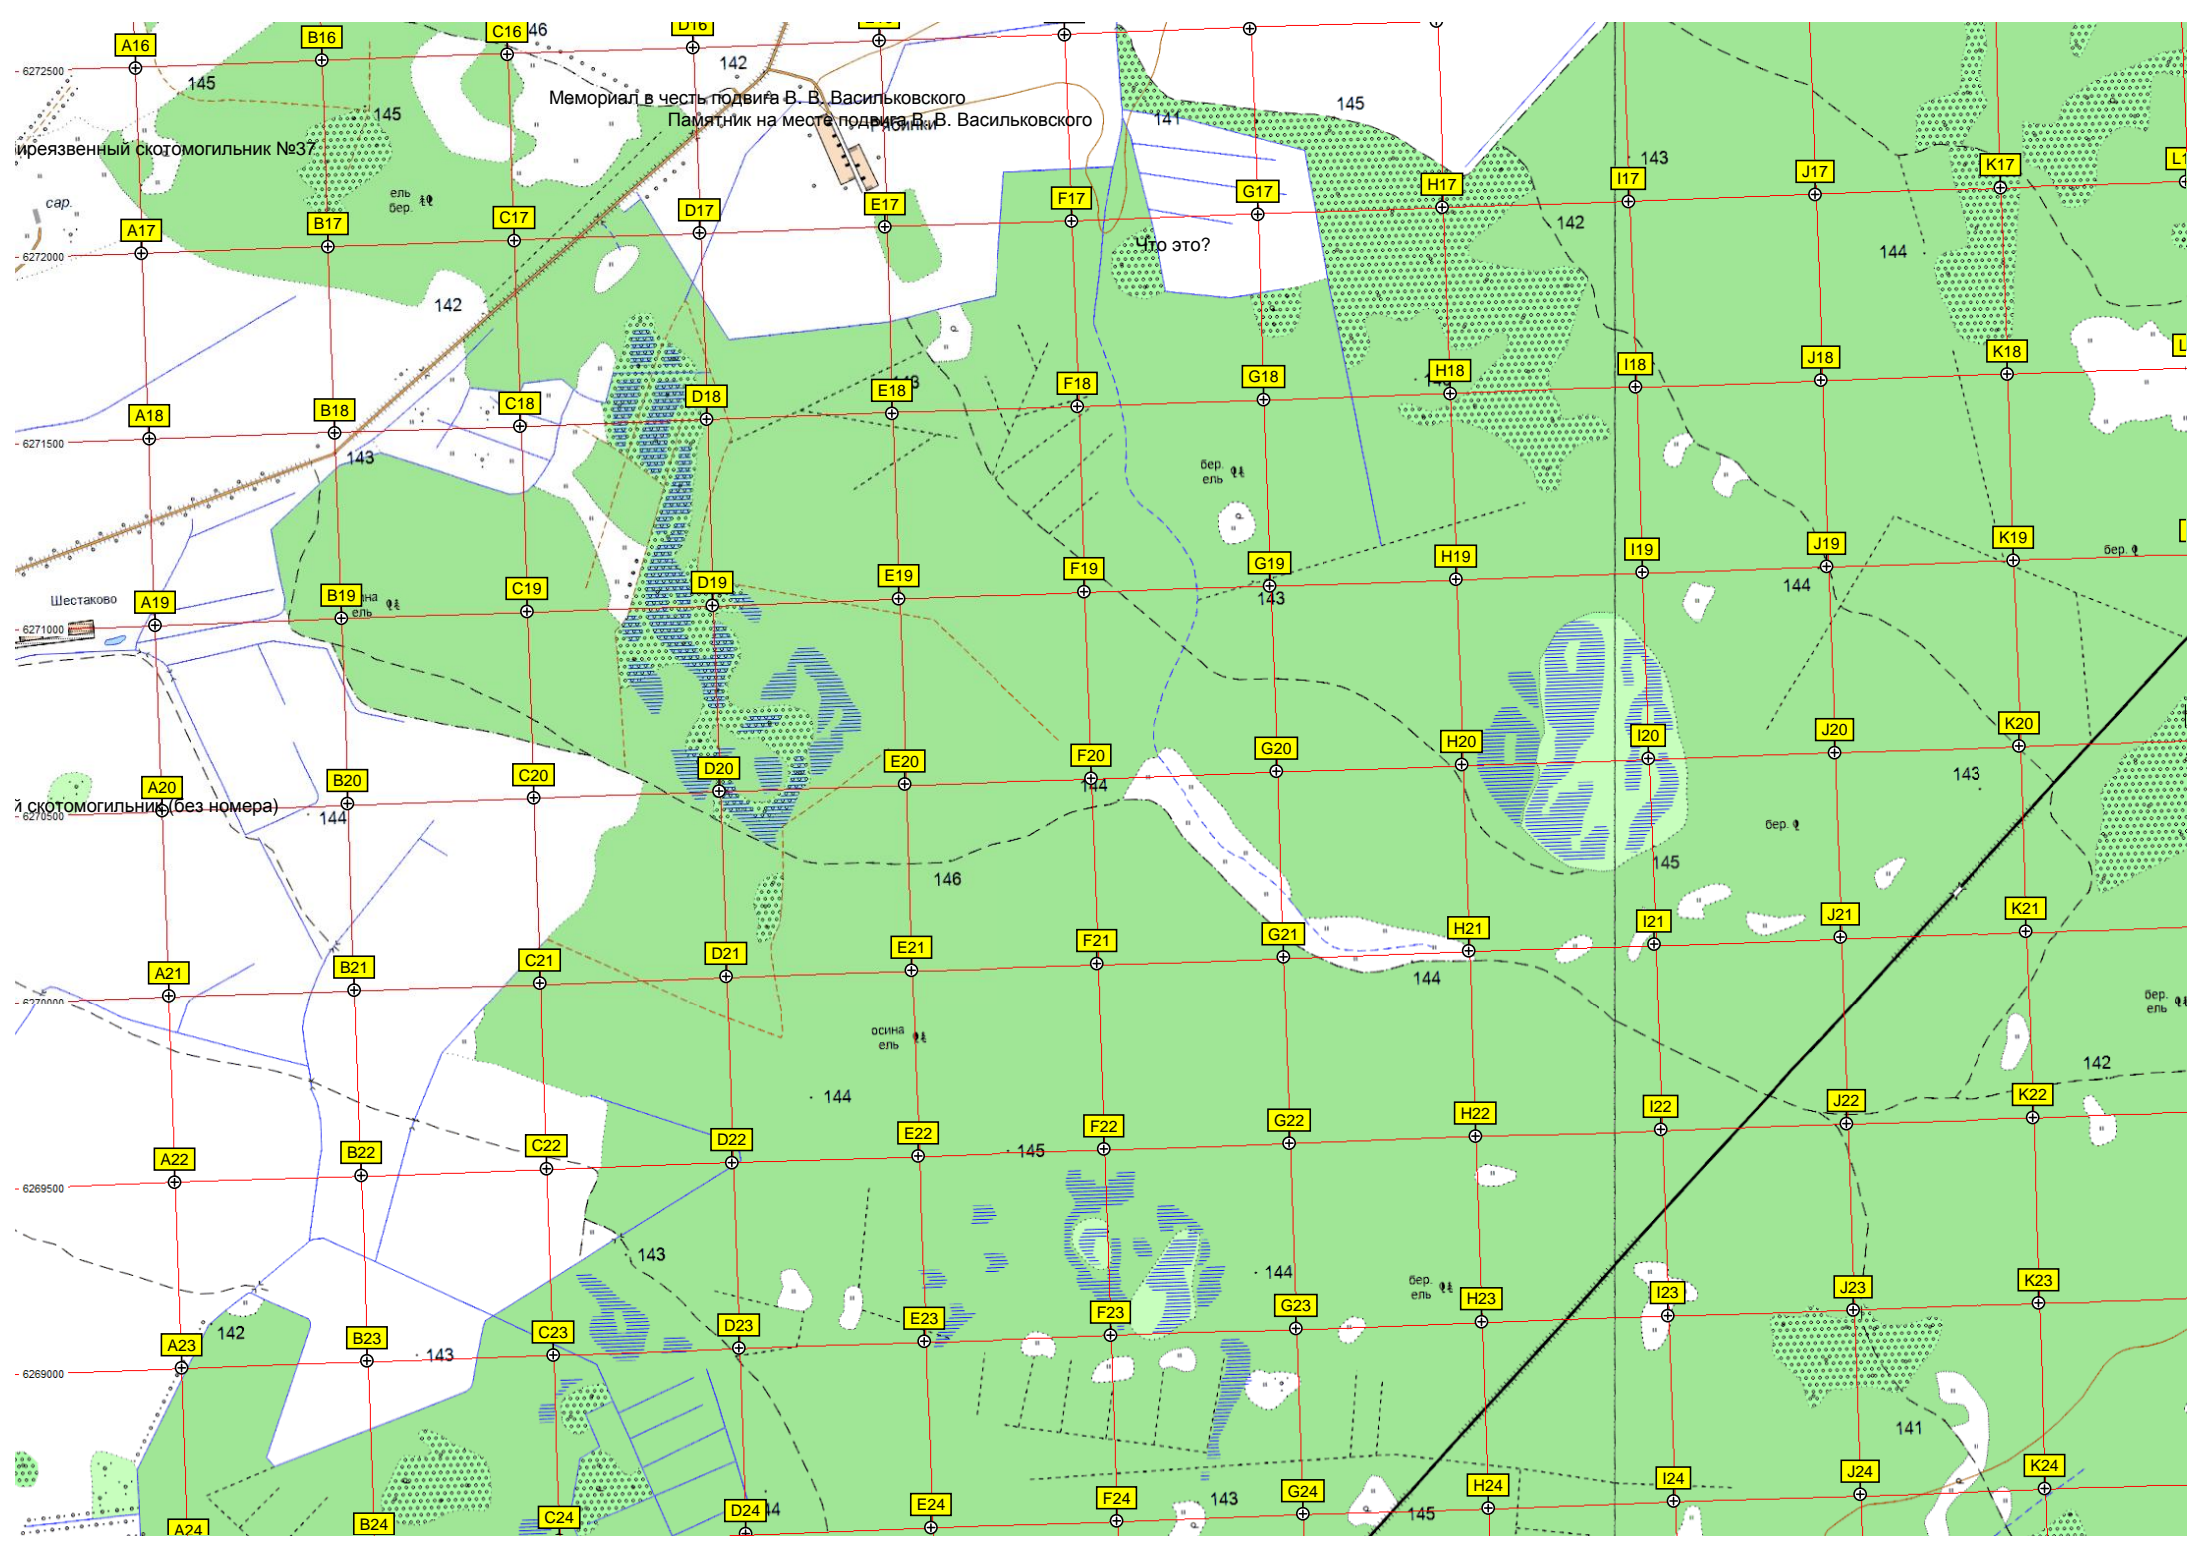 A16
B16
C16
46
D16
6272500
145
142
145
Мемориал в честь подвига В. В. Васильковского
Памятник на месте подвига В. В. Васильковского
145
141
143
иреязвенный скотомогильник №37
ель
бер.
сар.
A17
B17
C17
D17
E17
F17
G17
H17
I17
J17
K17
6272000
Что это?
142
144
142
A18
B18
C18
D18
E18
F18
G18
H18
I18
J18
K18
6271500
143
бер.
ель
Шестаково
A19
B19
C19
D19
E19
F19
G19
H19
I19
J19
K19
бер.
ель
6271000
143
144
A20
B20
C20
D20
E20
F20
G20
H20
I20
J20
K20
й скотомогильник (без номера)
6270500
144
144
143
бер.
146
145
A21
B21
C21
D21
E21
F21
G21
H21
I21
J21
K21
6270000
144
осина
ель
бер.
ель
144
142
A22
B22
C22
D22
E22
F22
G22
H22
I22
J22
K22
6269500
145
143
144
бер.
ель
A23
B23
C23
D23
E23
F23
G23
H23
I23
J23
K23
6269000
142
143
141
A24
B24
C24
D24
E24
F24
G24
H24
I24
J24
K24
143
145